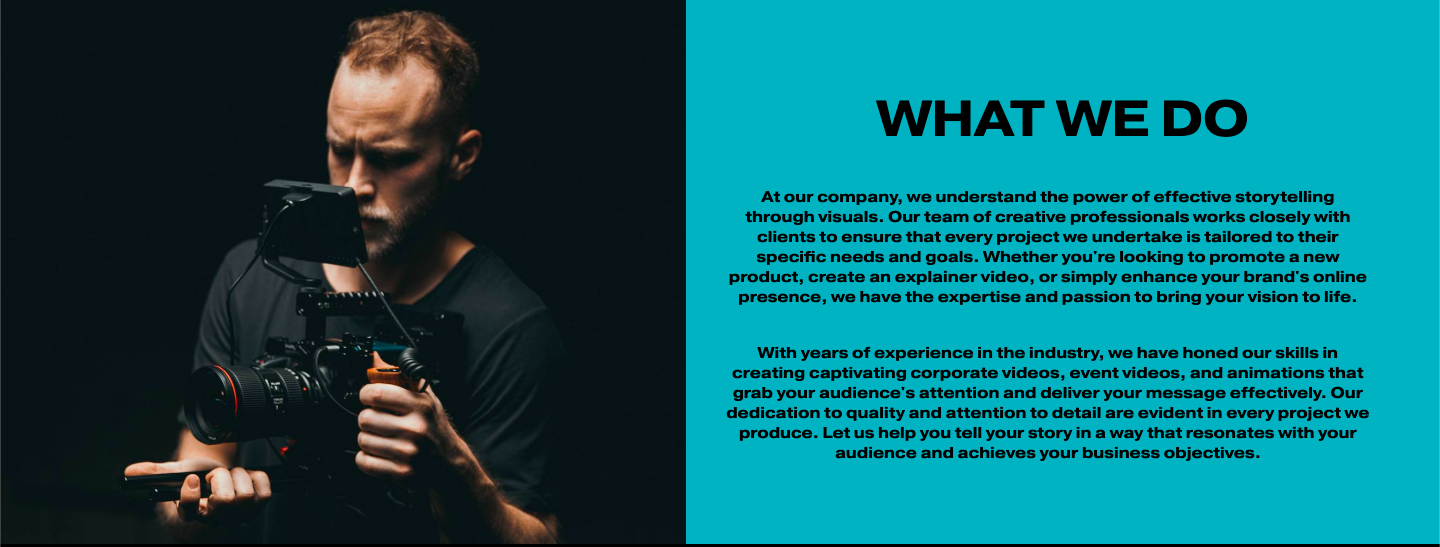 WHAT WE DO
At our company, we understand the power of effective storytelling
through visuals. Our team of creative professionals works closely with
clients to ensure that every project we undertake is tailored to their
specific needs and goals. Whether you're looking to promote a new
product, create an explainer video, or simply enhance your brand's online
presence, we have the expertise and passion to bring your vision to life.
With years of experience in the industry, we have honed our skills in
creating captivating corporate videos, event videos, and animations that
grab your audience's attention and deliver your message effectively. Our
dedication to quality and attention to detail are evident in every project we
produce. Let us help you tell your story in a way that resonates with your
audience and achieves your business objectives.